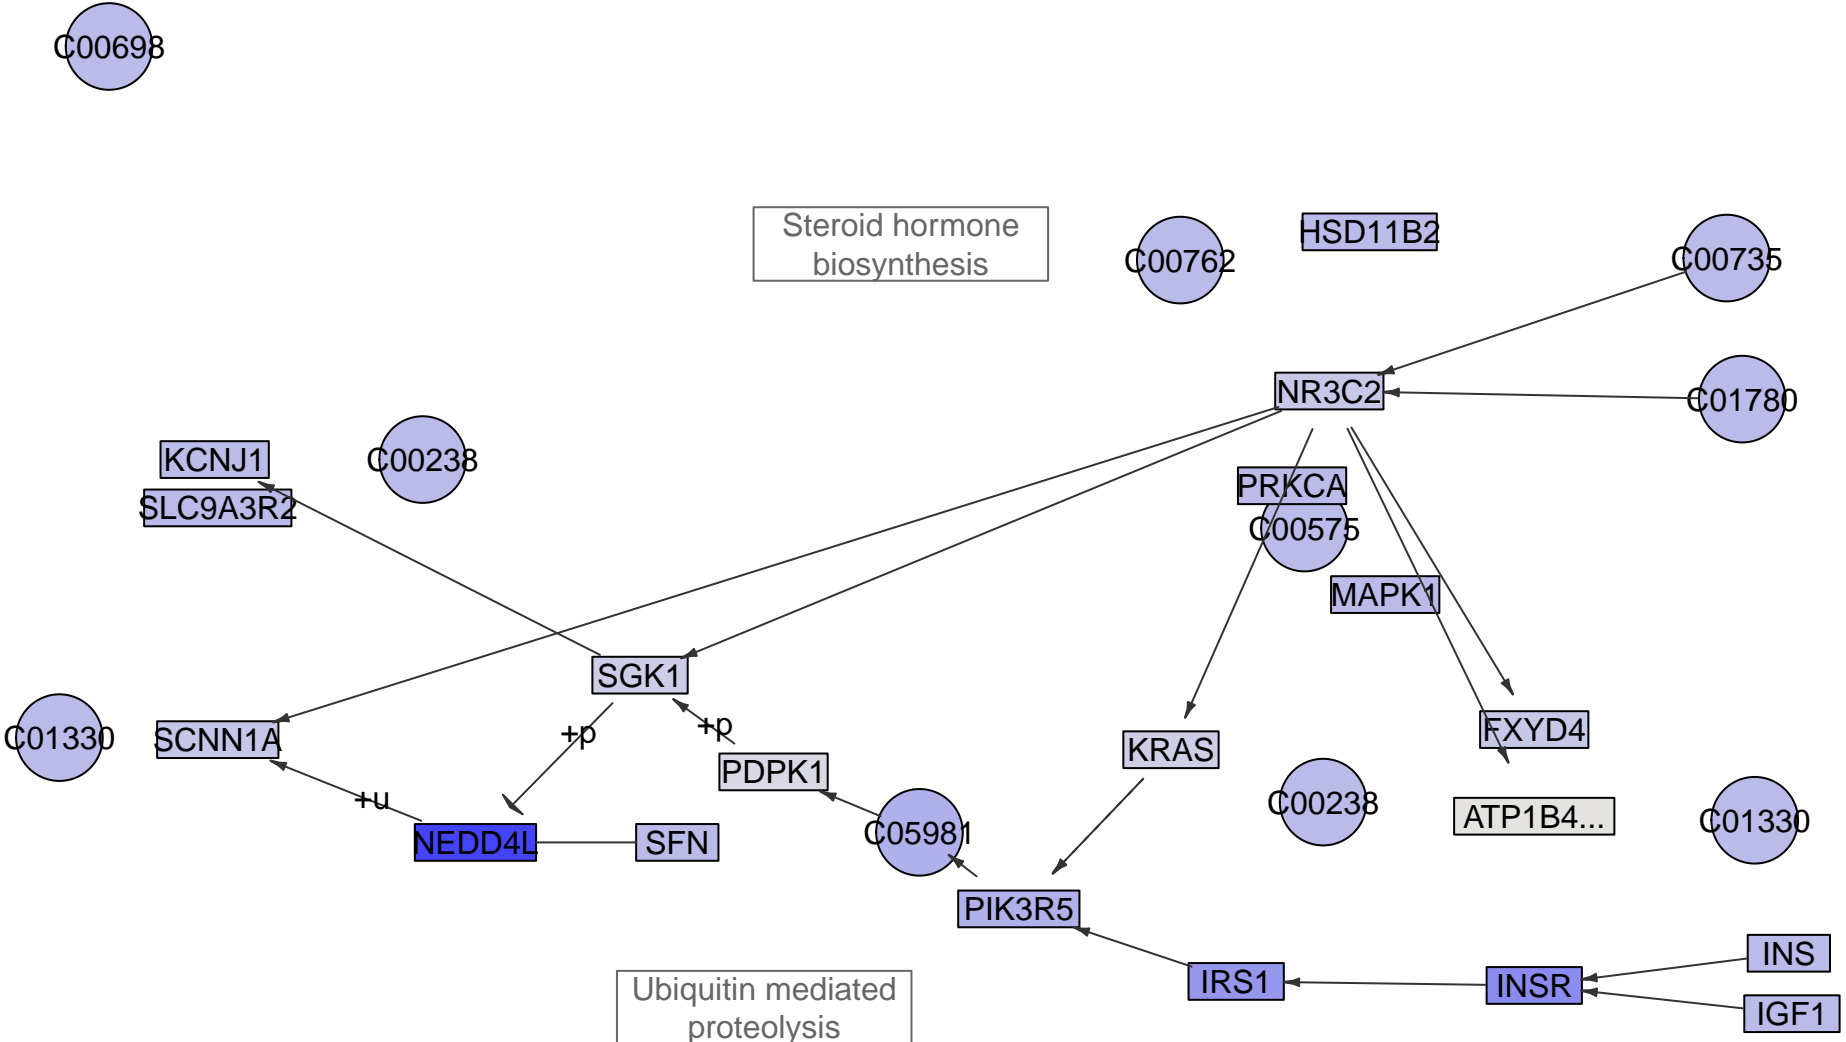 C00698
Steroid hormone
biosynthesis
C00762
HSD11B2
C00735
NR3C2
C01780
KCNJ1
C00238
SLC9A3R2
PRKCA
C00575
MAPK1
SGK1
C01330
SCNN1A
+p
+p
KRAS
FXYD4
PDPK1
+u
C00238
ATP1B4...
C01330
NEDD4L
SFN
C05981
PIK3R5
INS
Ubiquitin mediated
proteolysis
IRS1
INSR
IGF1